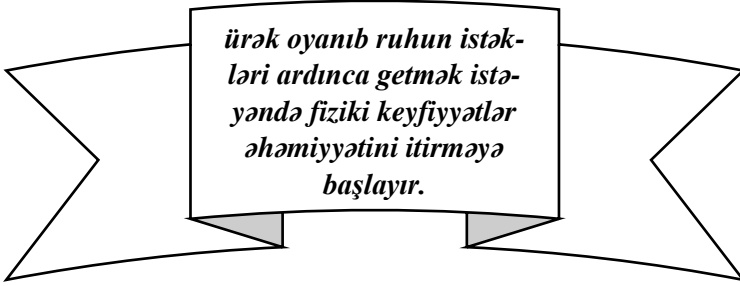 ürək oyanıb ruhun istək-
ləri ardınca getmək istə-
yəndə fiziki keyfiyyətlər
əhəmiyyətini itirməyə
başlayır.